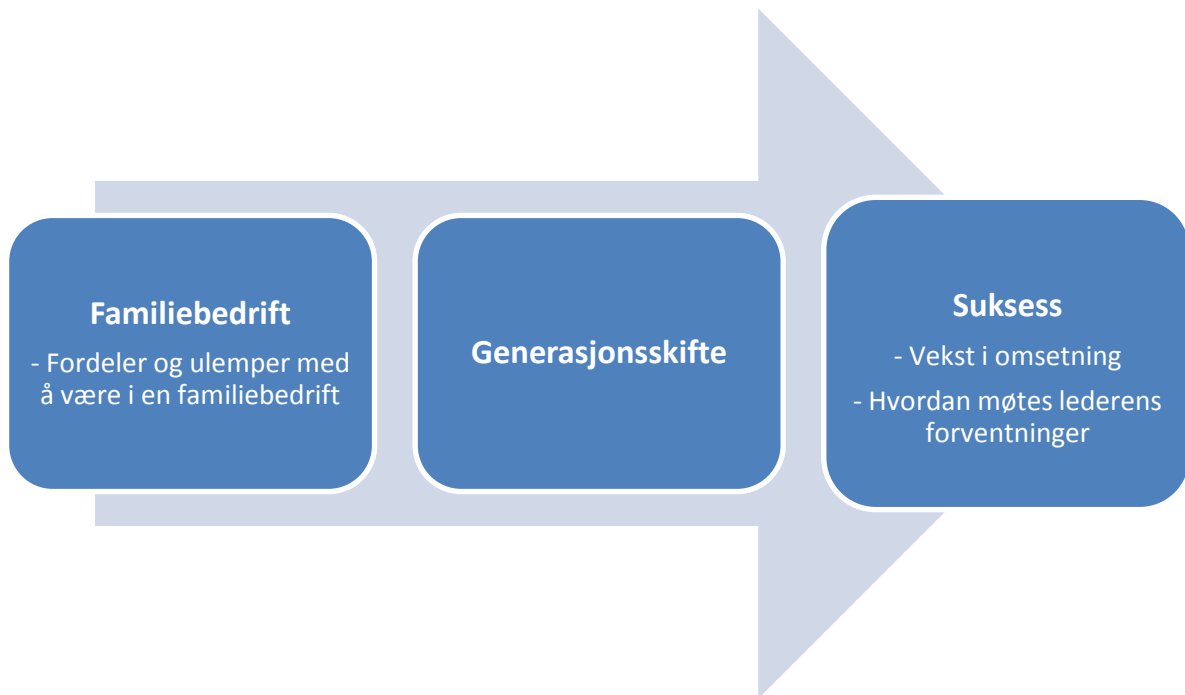 Familiebedrift
- Fordeler og ulemper med
å være i en familiebedrift
Generasjonsskifte
Suksess
- Vekst i omsetning
- Hvordan møtes lederens
forventninger